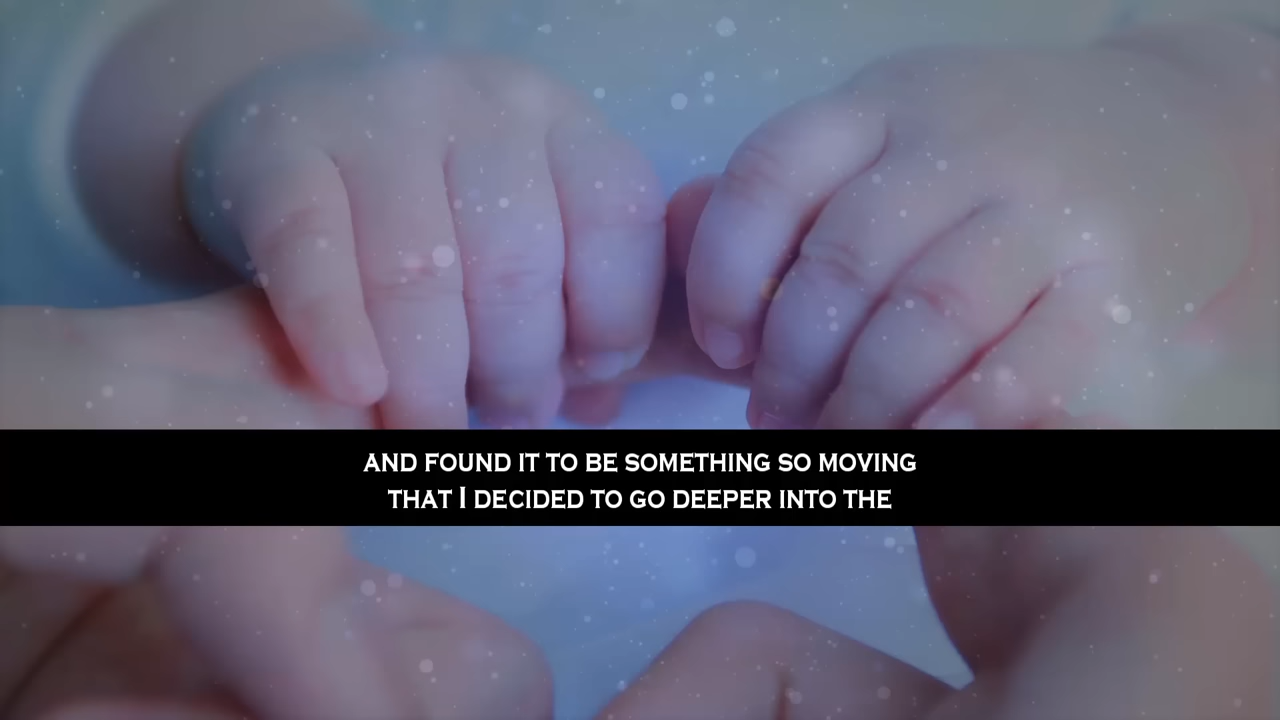 AND FOUND IT TO BE SOMETHING SO MOVING
THAT I DECIDED TO GO DEEPER INTO THE